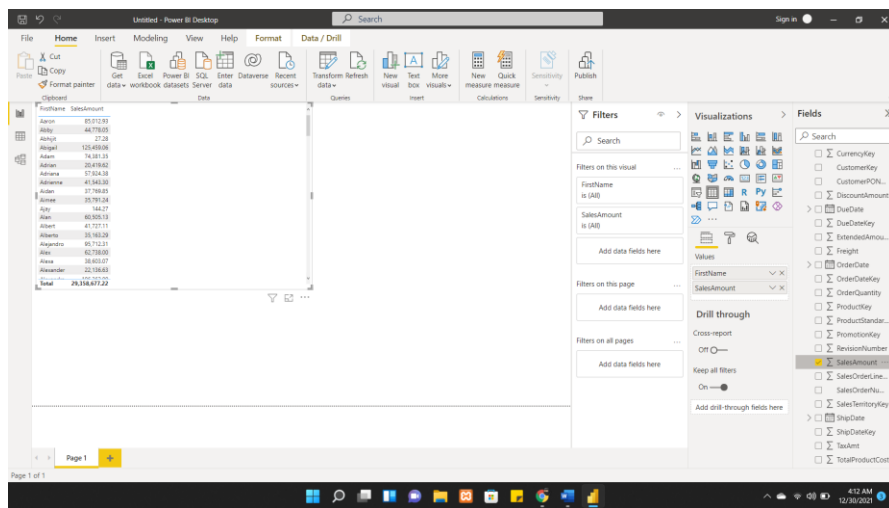 Untitled - Power BI Desktop
Search
Sign in
File Home Insert Modeling View Help Format Data / Drill
Paste
Cut
Copy
Format painter
Get data
Excel workbook
Power BI datasets
SQL Server
Enter data
Dataverse
Recent sources
Transform data
Refresh
New visual
Text box
More visuals
New measure
Quick measure
Sensitivity
Publish
Clipboard Data Queries Insert Calculations Sensitivity Share
FirstName SalesAmount
Aaron 85,012.93
Abby 44,778.05
Abhijit 27.28
Abigail 125,459.06
Adam 74,381.35
Adrian 20,419.62
Adriana 57,924.38
Adrianne 41,543.30
Aidan 37,769.85
Aimee 35,791.24
Ajay 144.27
Alan 60,505.13
Albert 41,727.11
Alberto 35,163.29
Alejandro 95,712.31
Alex 62,738.00
Alexa 38,603.07
Alexander 22,136.63
Total 29,358,677.22
Filters
Search
Filters on this visual ...
FirstName
is (All)
SalesAmount
is (All)
Add data fields here
Filters on this page ...
Add data fields here
Filters on all pages ...
Add data fields here
Visualizations
R Py
Values
FirstName
SalesAmount
Drill through
Cross-report
Off
Keep all filters
On
Add drill-through fields here
Fields
Search
CurrencyKey
CustomerKey
CustomerPON...
DiscountAmount
DueDate
DueDateKey
ExtendedAmou...
Freight
OrderDate
OrderDateKey
OrderQuantity
ProductKey
ProductStandar...
PromotionKey
RevisionNumber
SalesAmount
SalesOrderLine...
SalesOrderNu...
SalesTerritoryKey
ShipDate
ShipDateKey
TaxAmt
TotalProductCost
Page 1
Page 1 of 1
4:12 AM
12/30/2021